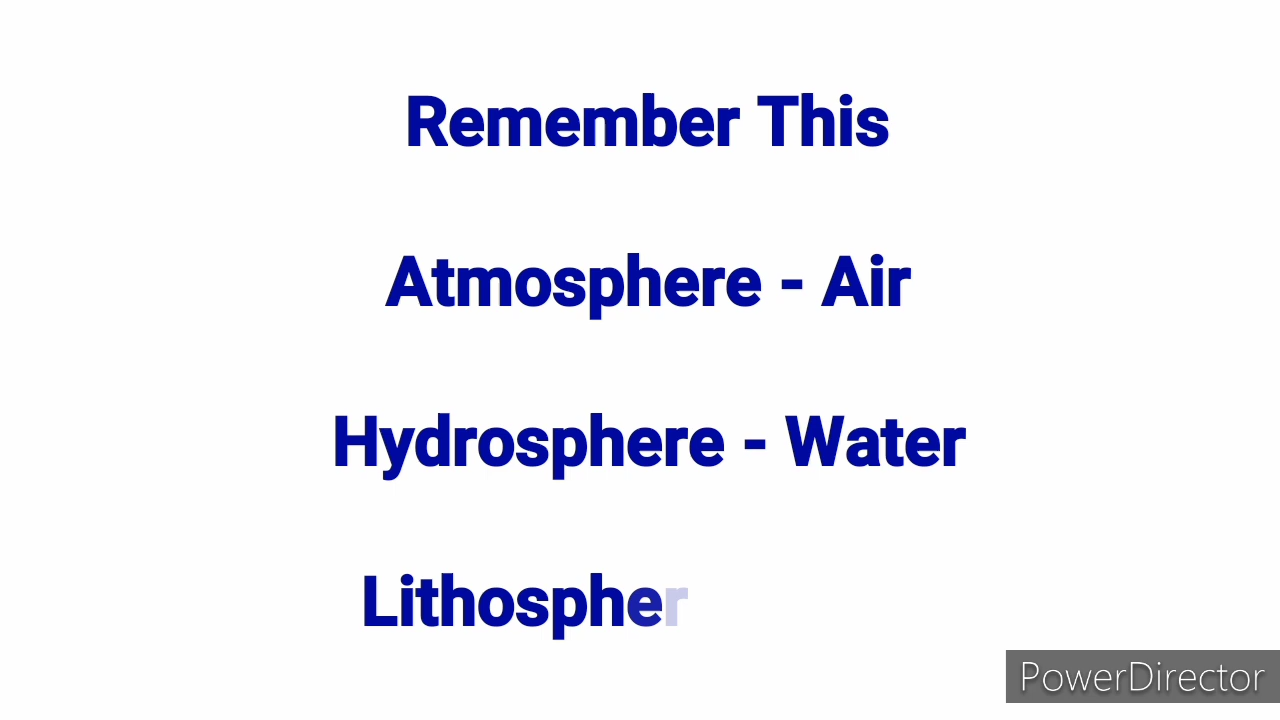 Remember This
Atmosphere - Air
Hydrosphere - Water
Lithospher
PowerDirector